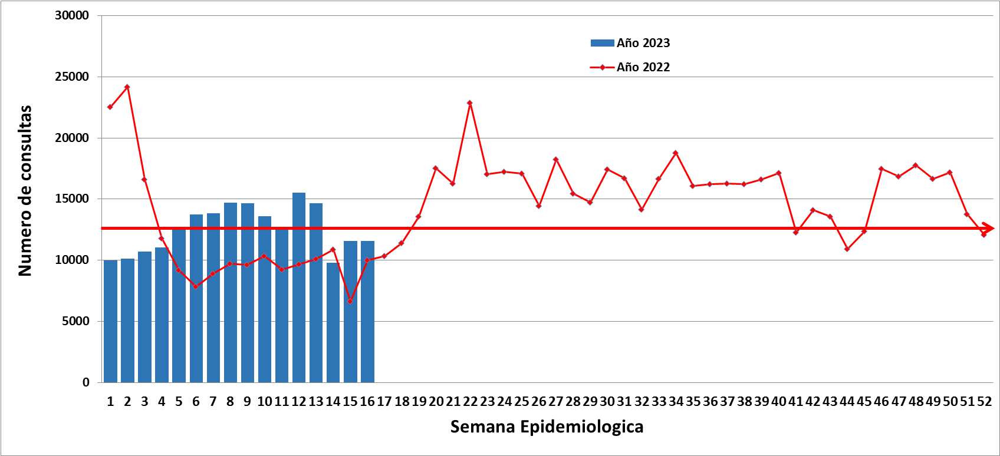 30000
25000
20000
15000
10000
5000
0
Numero de consultas
Año 2023
Año 2022
1 2 3 4 5 6 7 8 9 10 11 12 13 14 15 16 17 18 19 20 21 22 23 24 25 26 27 28 29 30 31 32 33 34 35 36 37 38 39 40 41 42 43 44 45 46 47 48 49 50 51 52
Semana Epidemiologica